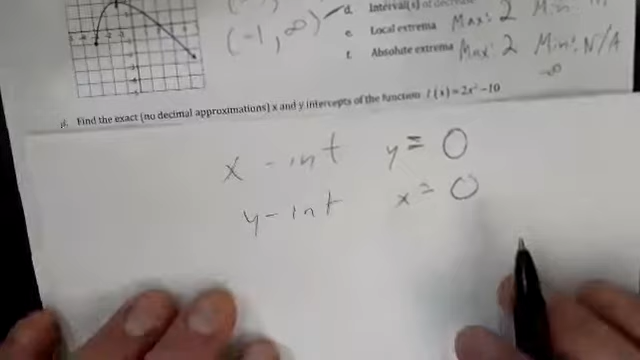 d. Interval(s) of decrease
(-1, ∞)
e. Local extrema Max: 2 Min:
f. Absolute extrema Max: 2 Min: N/A
-∞
Find the exact (no decimal approximations) x and y intercepts of the function f(x)=2x²-10
x-int y=0
y-int x=0